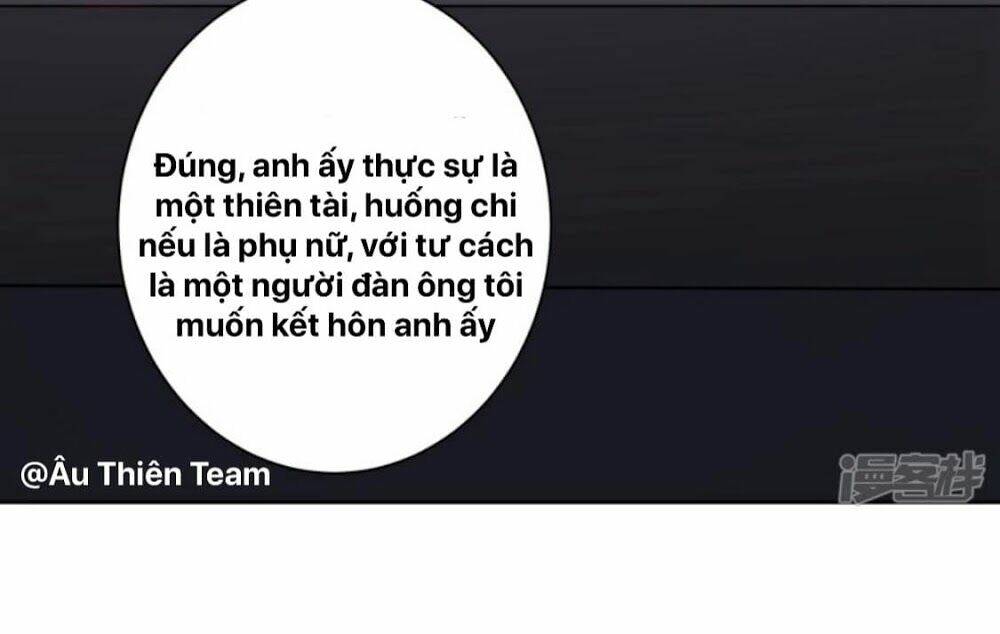 Đúng, anh ấy thực sự là
một thiên tài, huống chi
nếu là phụ nữ, với tư cách
là một người đàn ông tôi
muốn kết hôn anh ấy
@Âu Thiên Team
漫客栈